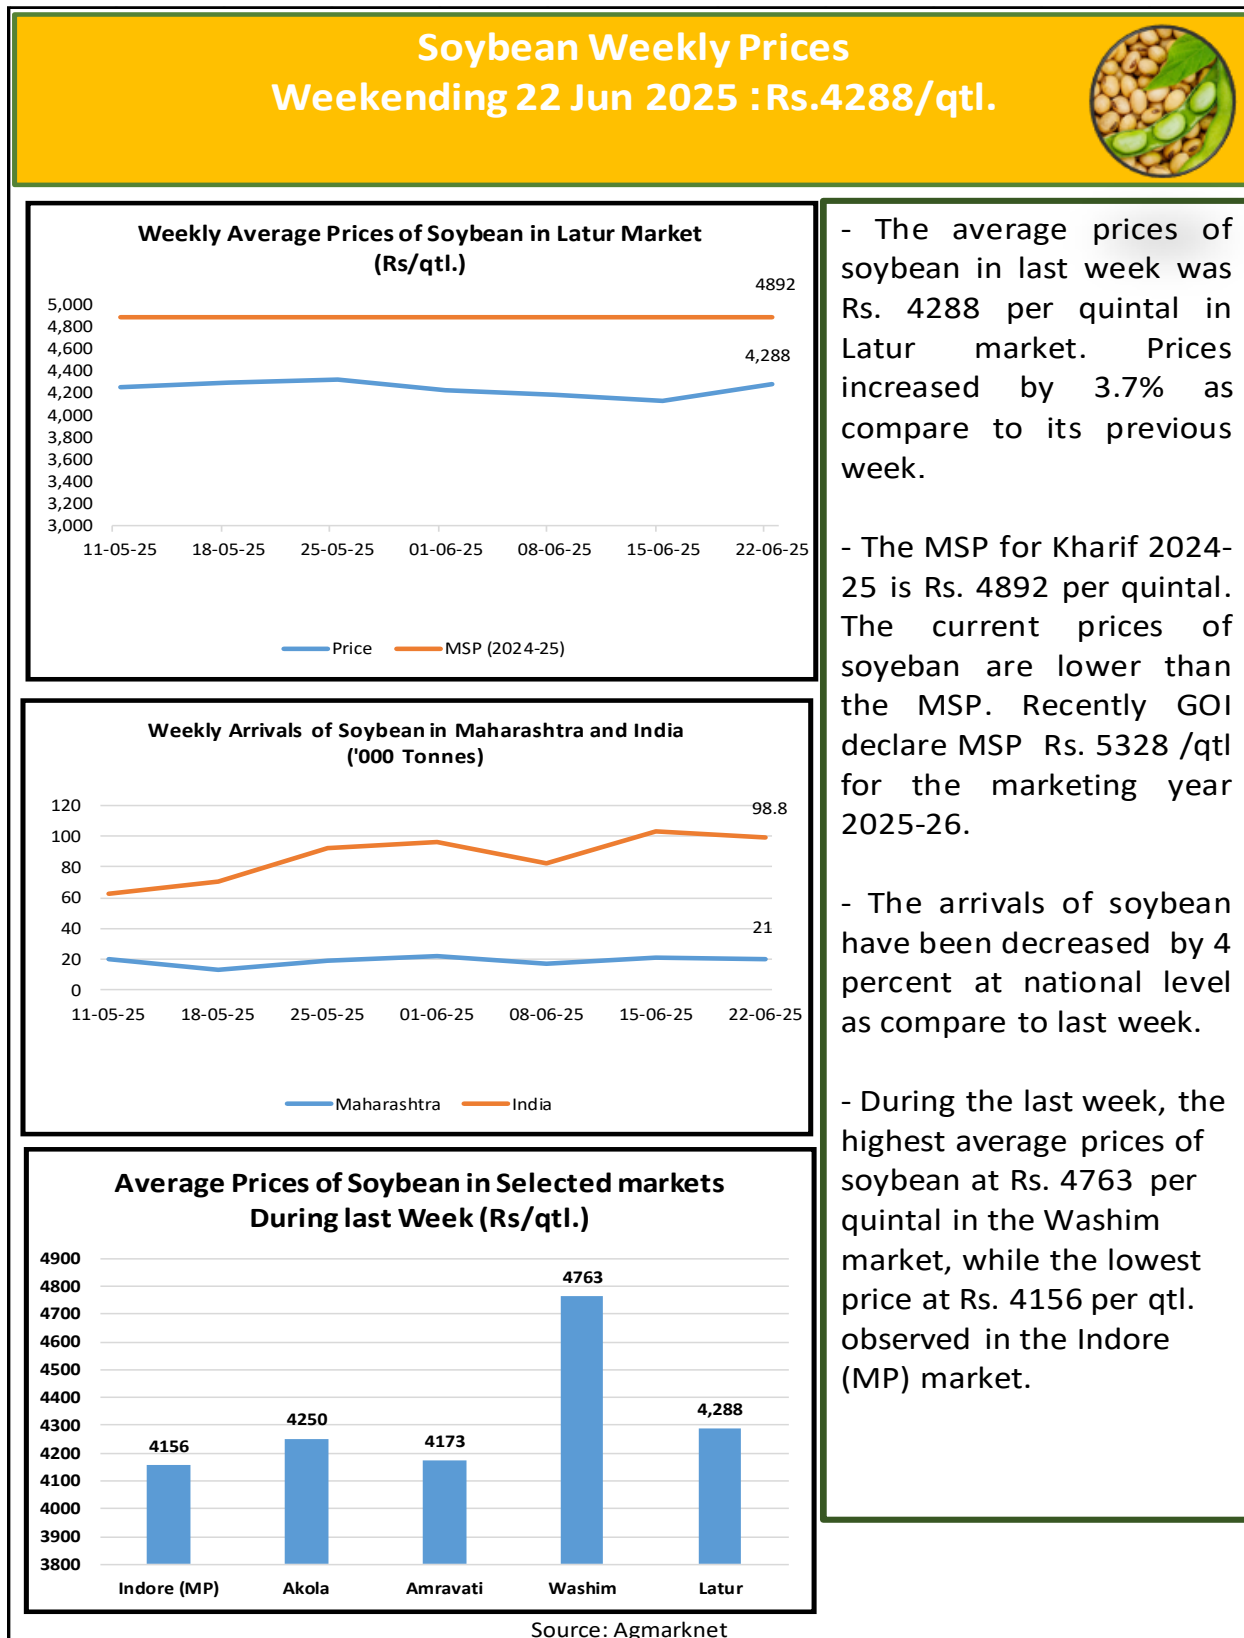 Soybean Weekly Prices
Weekending 22 Jun 2025 : Rs.4288/qtl.
Weekly Average Prices of Soybean in Latur Market
(Rs/qtl.)
4892
4,288
5,000
4,800
4,600
4,400
4,200
4,000
3,800
3,600
3,400
3,200
3,000
11-05-25 18-05-25 25-05-25 01-06-25 08-06-25 15-06-25 22-06-25
Price MSP (2024-25)
Weekly Arrivals of Soybean in Maharashtra and India
('000 Tonnes)
98.8
21
120
100
80
60
40
20
0
11-05-25 18-05-25 25-05-25 01-06-25 08-06-25 15-06-25 22-06-25
Maharashtra India
Average Prices of Soybean in Selected markets
During last Week (Rs/qtl.)
4900
4800
4700
4600
4500
4400
4300
4200
4100
4000
3900
3800
4156 4250 4173 4763 4,288
Indore (MP) Akola Amravati Washim Latur
Source: Agmarknet
- The average prices of
soybean in last week was
Rs. 4288 per quintal in
Latur market. Prices
increased by 3.7% as
compare to its previous
week.
- The MSP for Kharif 2024-
25 is Rs. 4892 per quintal.
The current prices of
soyeban are lower than
the MSP. Recently GOI
declare MSP Rs. 5328 /qtl
for the marketing year
2025-26.
- The arrivals of soybean
have been decreased by 4
percent at national level
as compare to last week.
- During the last week, the
highest average prices of
soybean at Rs. 4763 per
quintal in the Washim
market, while the lowest
price at Rs. 4156 per qtl.
observed in the Indore
(MP) market.